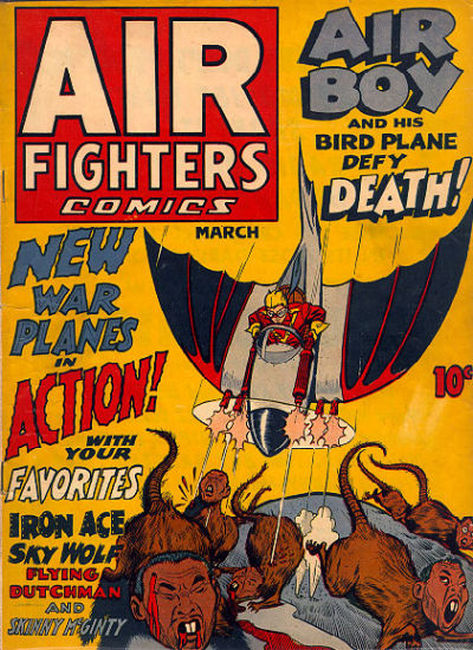 AIR
FIGHTERS
COMICS
MARCH
AIR
BOY
AND HIS
BIRD PLANE
DEFY
DEATH!
NEW
WAR
PLANES
IN
ACTION!
WITH
YOUR
FAVORITES
IRON ACE
SKY WOLF
FLYING
DUTCHMAN
AND
SKINNY McGINTY
10¢